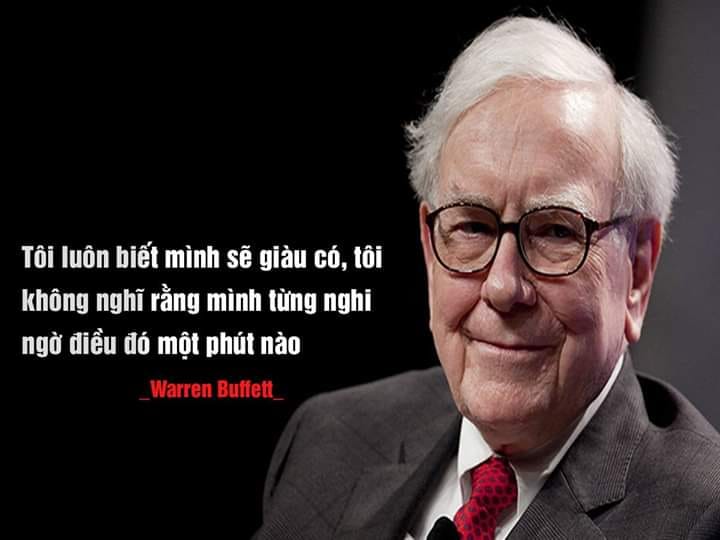 Tôi luôn biết mình sẽ giàu có, tôi
không nghĩ rằng mình từng nghi
ngờ điều đó một phút nào
_Warren Buffett_